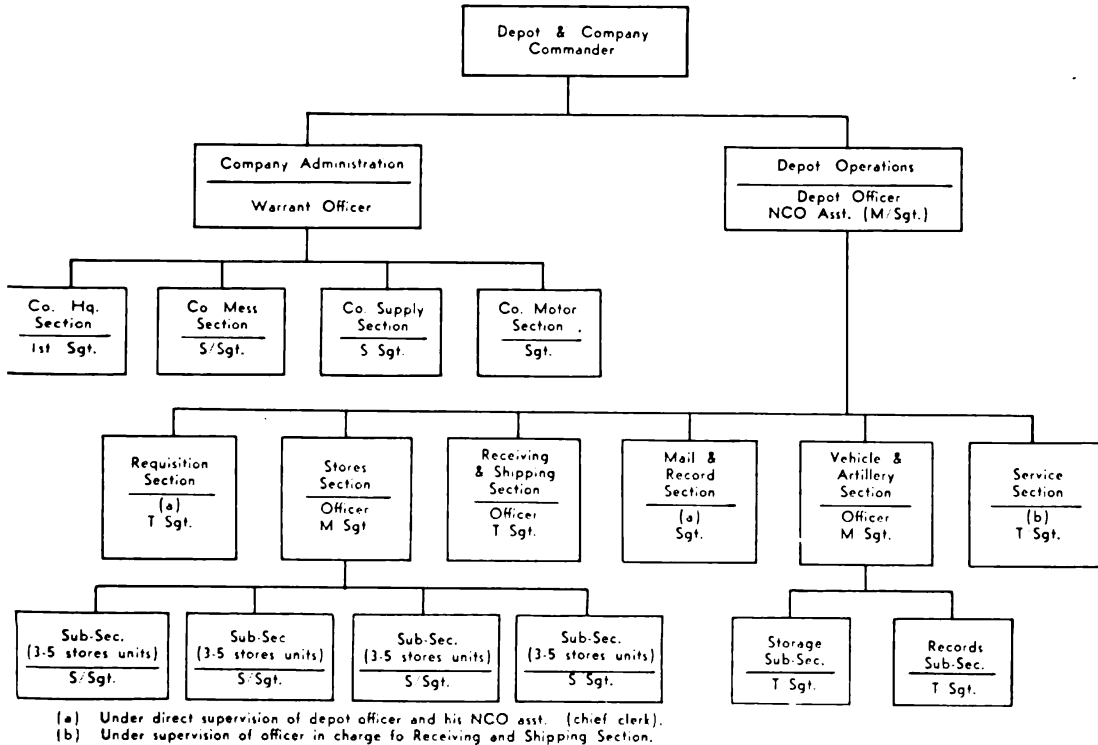 Depot & Company
Commander
Company Administration
Warrant Officer
Depot Operations
Depot Officer
NCO Asst. (M/Sgt.)
Co. Hq.
Section
1st Sgt.
Co Mess
Section
S/Sgt.
Co. Supply
Section
S Sgt.
Co. Motor
Section
Sgt.
Requisition
Section
(a)
T Sgt.
Stores
Section
Officer
M Sgt
Receiving
& Shipping
Section
Officer
T Sgt.
Mail &
Record
Section
(a)
Sgt.
Vehicle &
Artillery
Section
Officer
M Sgt.
Service
Section
(b)
T Sgt.
Sub-Sec.
(3-5 stores units)
S/Sgt.
Sub-Sec
(3-5 stores units)
S/Sgt.
Sub-Sec.
(3-5 stores units)
S/Sgt.
Sub-Sec.
(3-5 stores units)
S Sgt.
Storage
Sub-Sec.
T Sgt.
Records
Sub-Sec.
T Sgt.
(a) Under direct supervision of depot officer and his NCO asst. (chief clerk).
(b) Under supervision of officer in charge fo Receiving and Shipping Section.